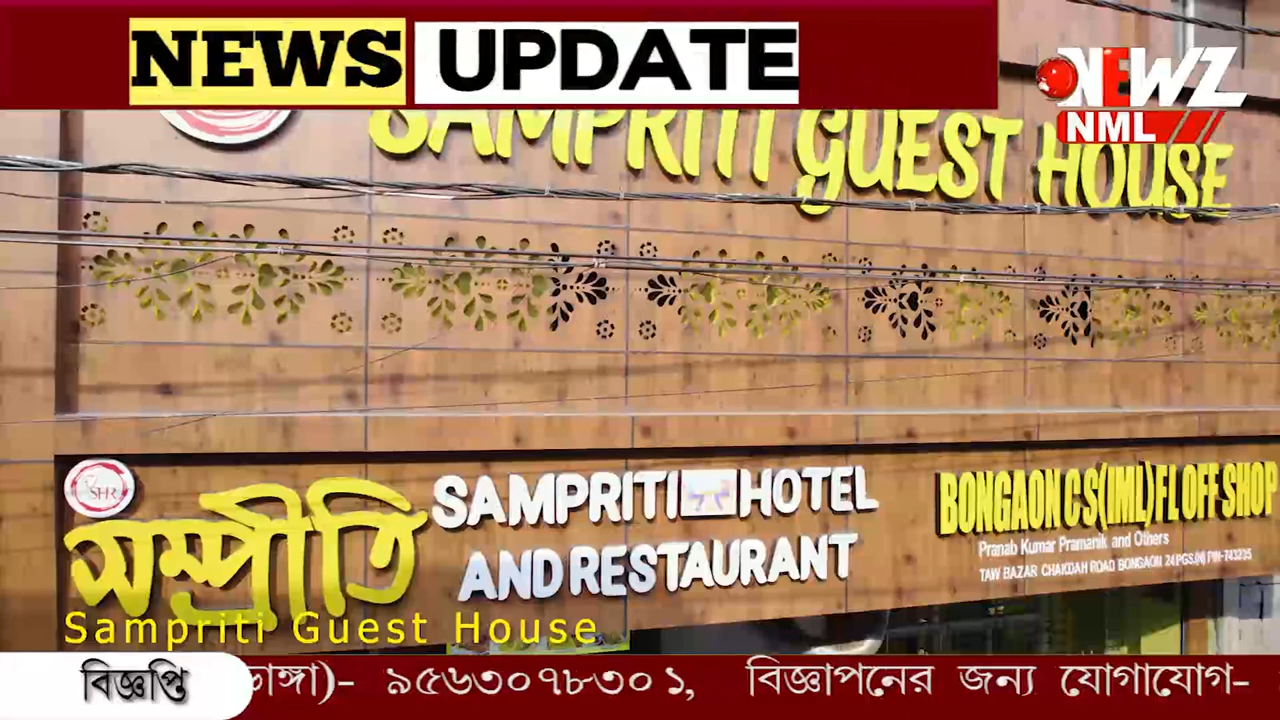 NEWS UPDATE
NEWZ
NML
SAMPRITI GUEST HOUSE
SHR
সম্প্রীতি
SAMPRITI HOTEL
AND RESTAURANT
BONGAON C S (IML) FL OFF SHOP
Pranab Kumar Pramanik and Others
TAW BAZAR CHAKDAH ROAD BONGAON 24 PGS.(N) PIN-743235
Sampriti Guest House
বিজ্ঞপ্তি
ডাঙ্গা)- ৯৫৬৩০৭৮৩০১, বিজ্ঞাপনের জন্য যোগাযোগ-